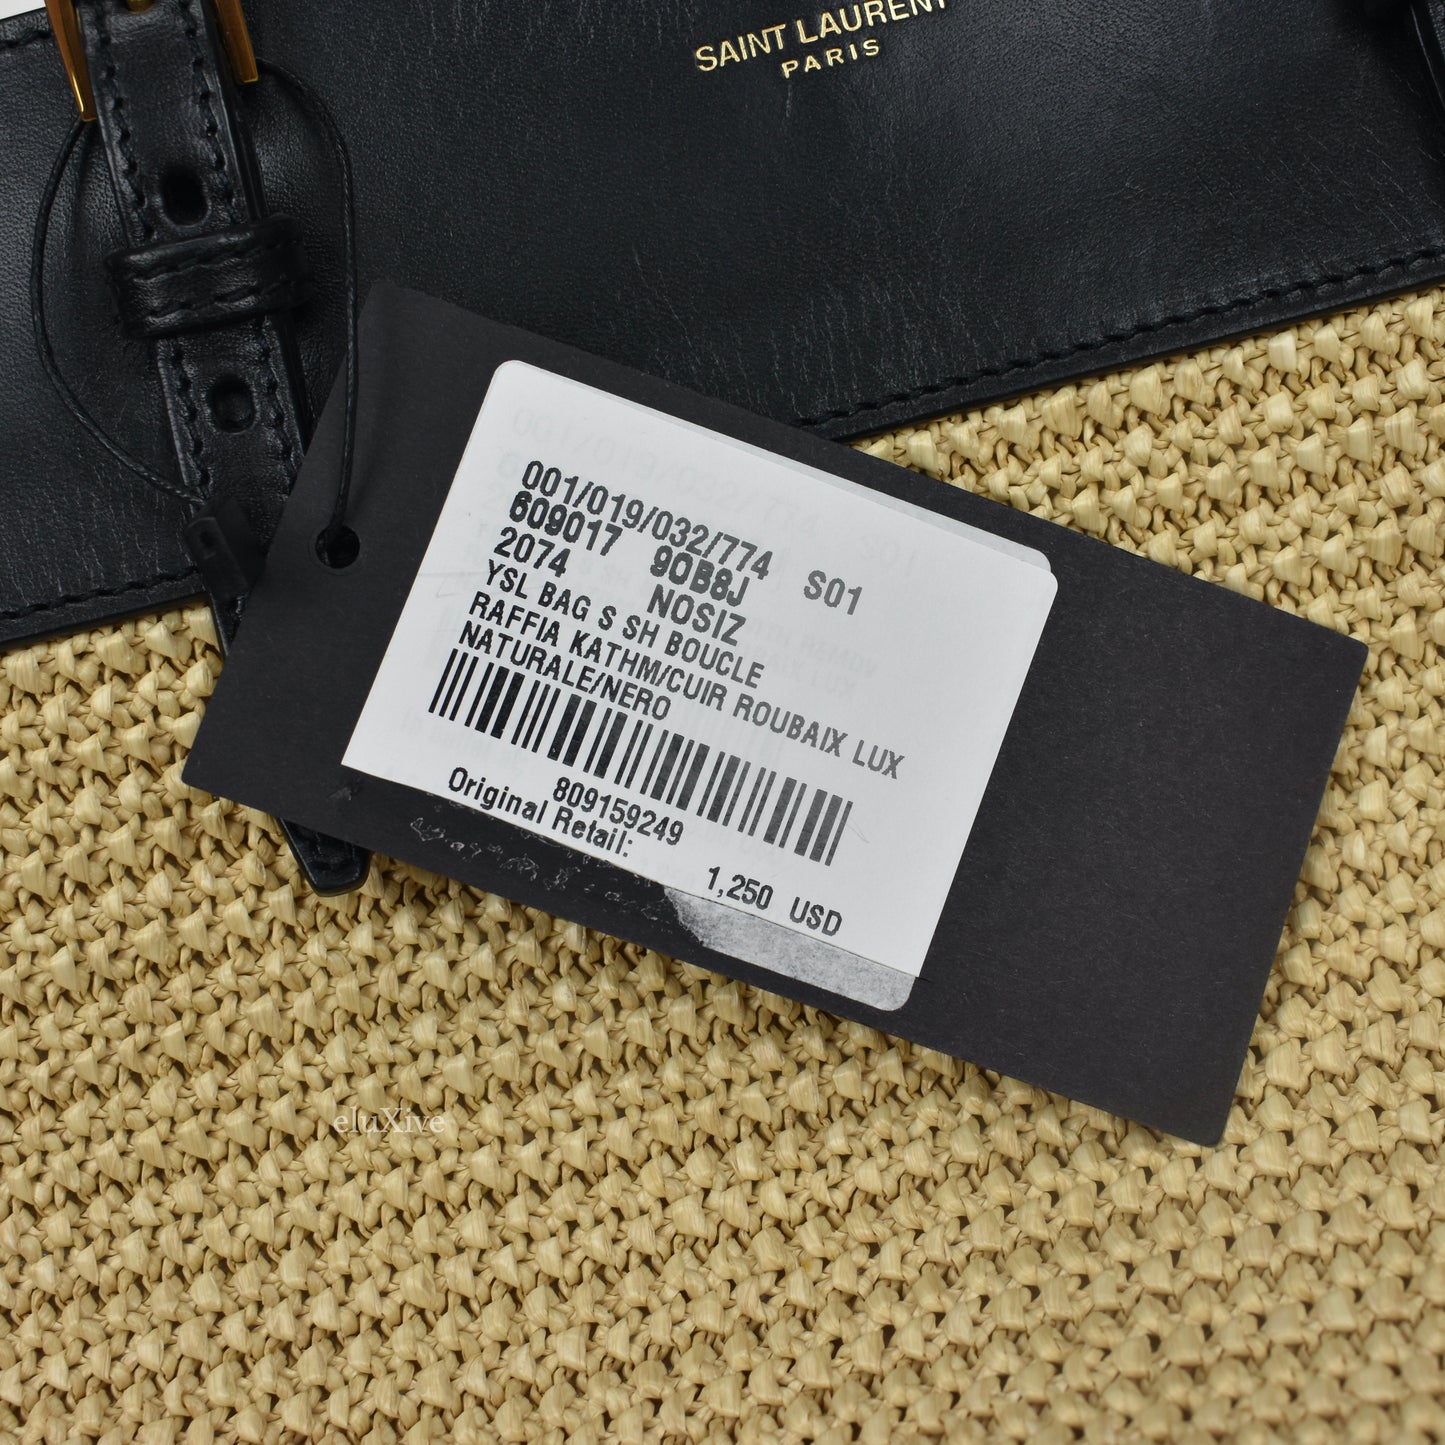 SAINT LAURENT
PARIS
001/019/032/774 S01
609017 9OB8J
2074 NOSIZ
YSL BAG S SH BOUCLE
RAFFIA KATHM/CUIR ROUBAIX LUX
NATURALE/NERO
809159249
Original Retail:
1,250 USD
eluXive